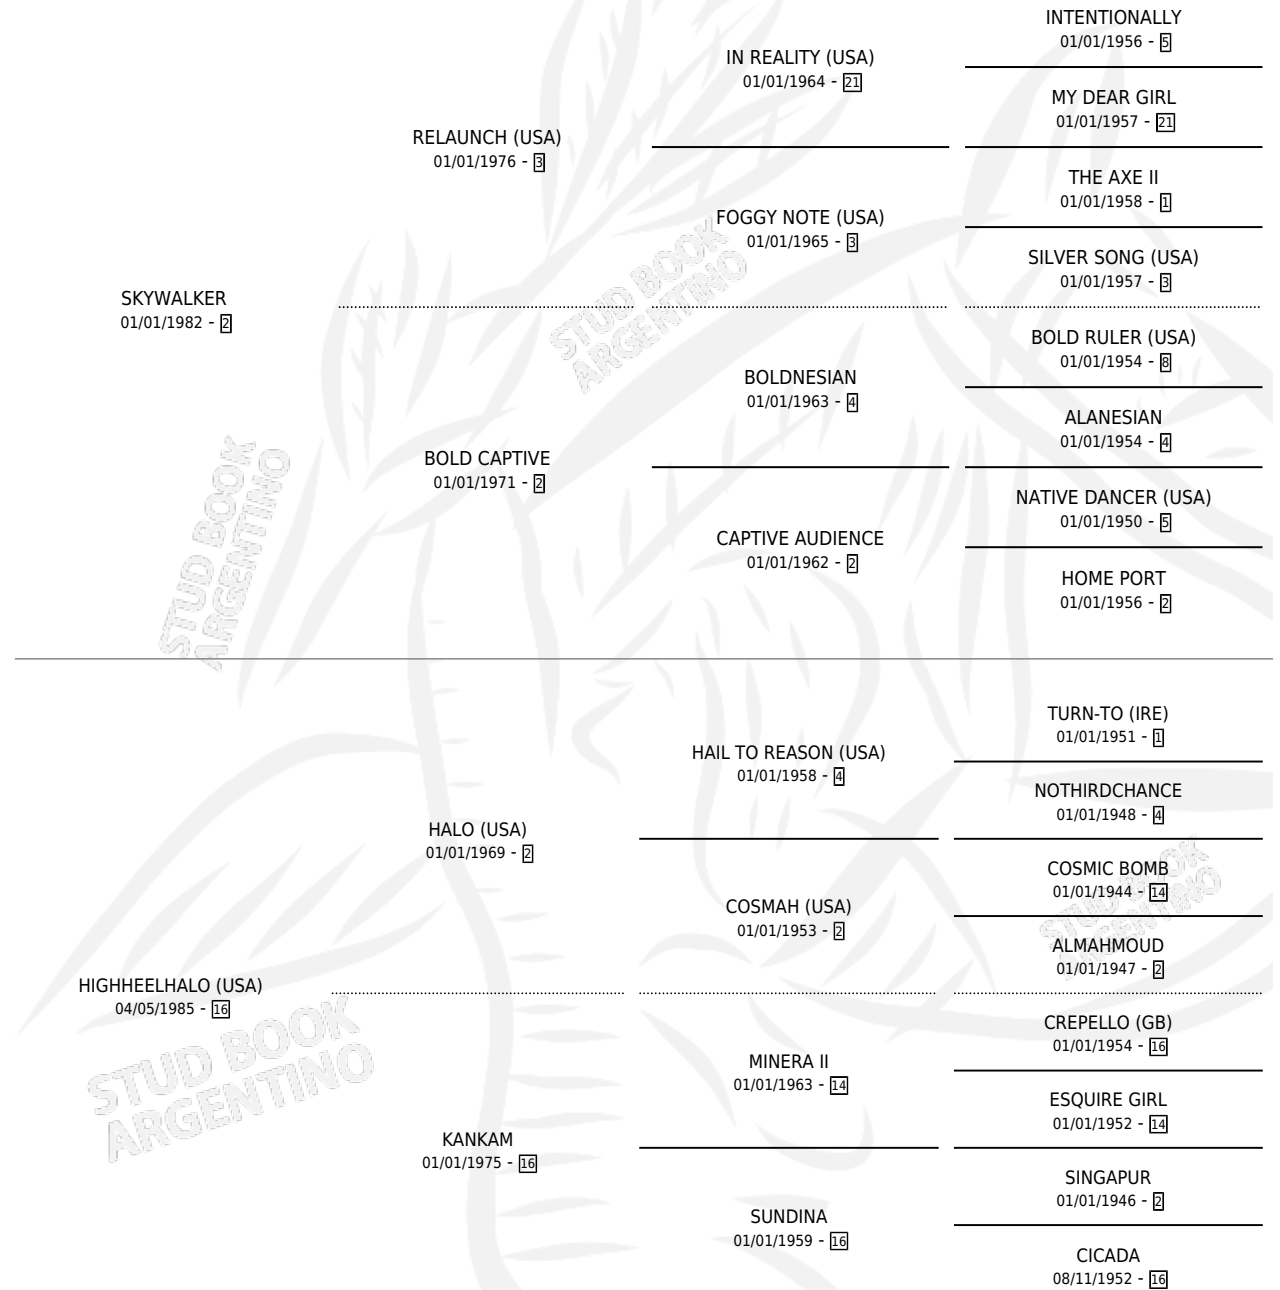 INTENTIONALLY
01/01/1956 - 5
IN REALITY (USA)
01/01/1964 - 21
MY DEAR GIRL
01/01/1957 - 21
RELAUNCH (USA)
01/01/1976 - 3
THE AXE II
01/01/1958 - 1
FOGGY NOTE (USA)
01/01/1965 - 3
SILVER SONG (USA)
01/01/1957 - 3
SKYWALKER
01/01/1982 - 2
BOLD RULER (USA)
01/01/1954 - 8
BOLDNESIAN
01/01/1963 - 4
ALANESIAN
01/01/1954 - 4
BOLD CAPTIVE
01/01/1971 - 2
NATIVE DANCER (USA)
01/01/1950 - 5
CAPTIVE AUDIENCE
01/01/1962 - 2
HOME PORT
01/01/1956 - 2
TURN-TO (IRE)
01/01/1951 - 1
HAIL TO REASON (USA)
01/01/1958 - 4
NOTHIRDCHANCE
01/01/1948 - 4
HALO (USA)
01/01/1969 - 2
COSMIC BOMB
01/01/1944 - 14
COSMAH (USA)
01/01/1953 - 2
ALMAHMOUD
01/01/1947 - 2
HIGHHEELHALO (USA)
04/05/1985 - 16
CREPELLO (GB)
01/01/1954 - 16
MINERA II
01/01/1963 - 14
ESQUIRE GIRL
01/01/1952 - 14
KANKAM
01/01/1975 - 16
SINGAPUR
01/01/1946 - 2
SUNDINA
01/01/1959 - 16
CICADA
08/11/1952 - 16
STUD BOOK
ARGENTINO
STUD BOOK
ARGENTINO
STUD BOOK
ARGENTINO
STUD BOOK
ARGENTINO